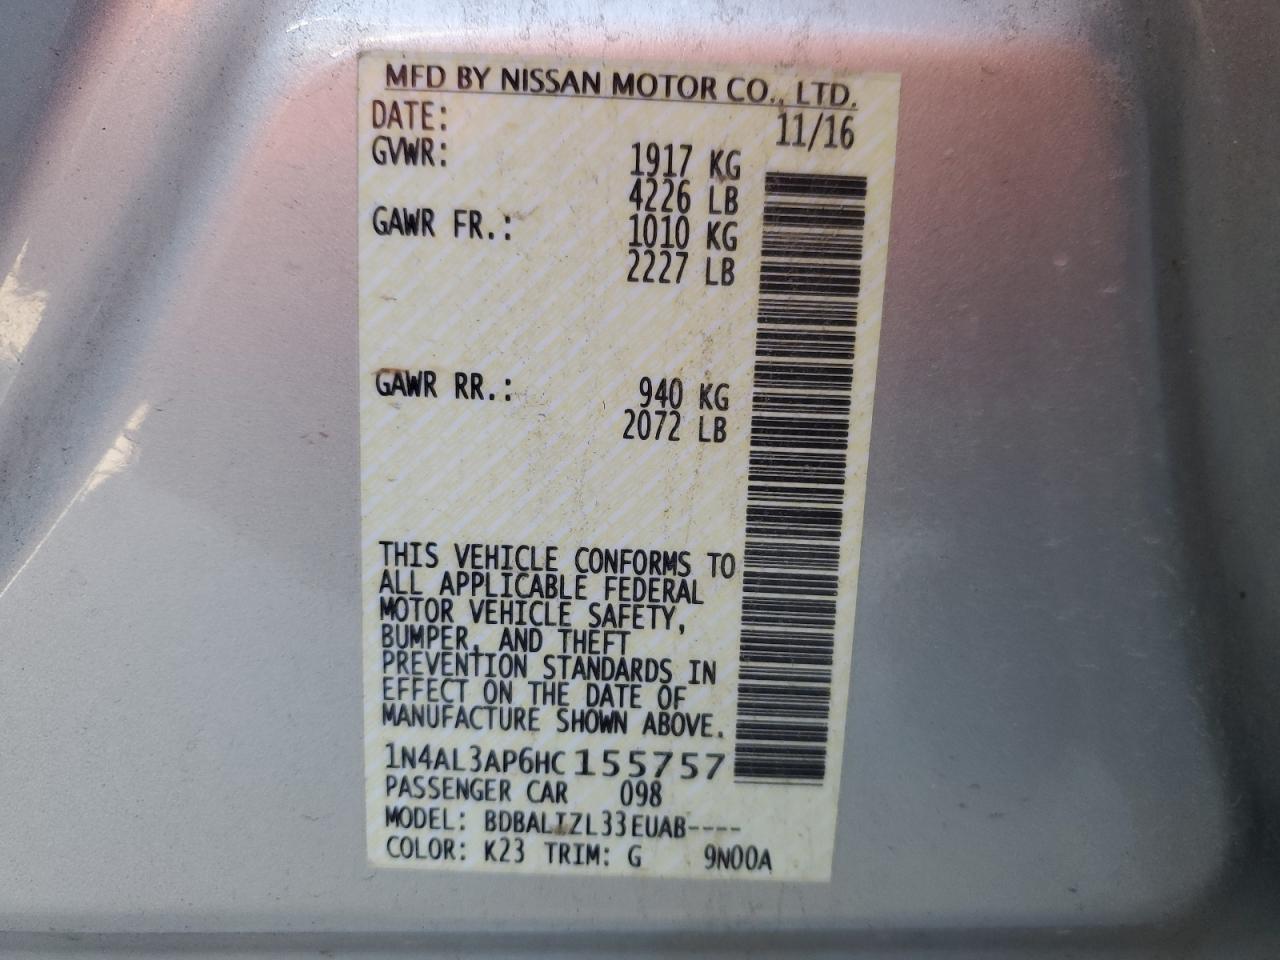 MFD BY NISSAN MOTOR CO., LTD.
DATE: 11/16
GVWR: 1917 KG
4226 LB
GAWR FR.: 1010 KG
2227 LB
GAWR RR.: 940 KG
2072 LB
THIS VEHICLE CONFORMS TO
ALL APPLICABLE FEDERAL
MOTOR VEHICLE SAFETY,
BUMPER, AND THEFT
PREVENTION STANDARDS IN
EFFECT ON THE DATE OF
MANUFACTURE SHOWN ABOVE.
1N4AL3AP6HC155757
PASSENGER CAR 098
MODEL: BDBALIZL33EUAB----
COLOR: K23 TRIM: G 9N00A